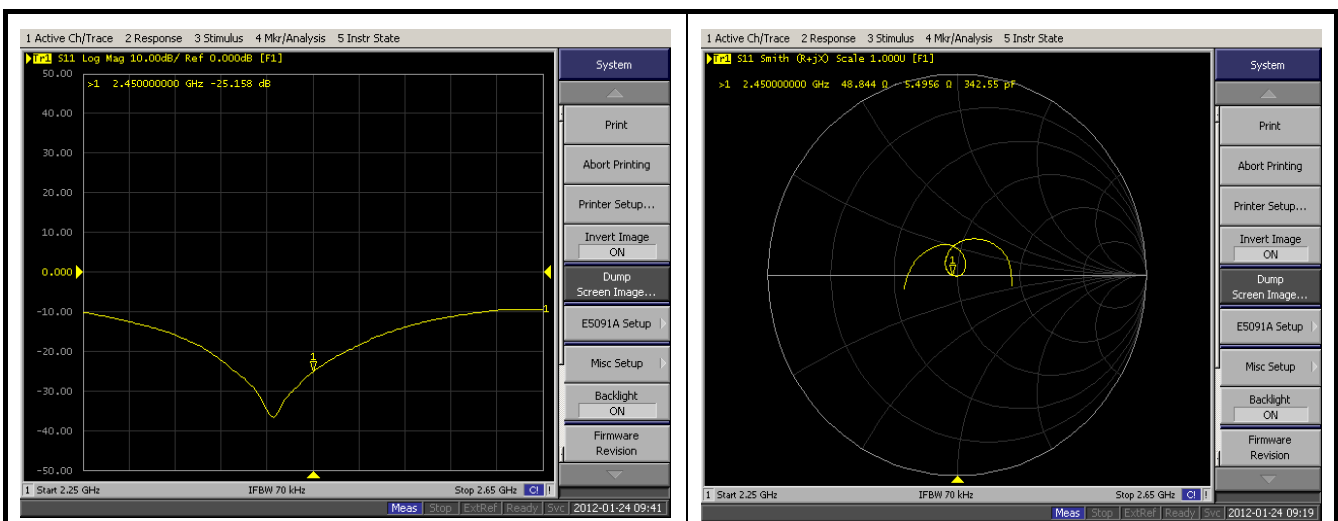 1 Active Ch/Trace 2 Response 3 Stimulus 4 Mkr/Analysis 5 Instr State
Tr1 S11 Log Mag 10.00dB/ Ref 0.000dB [F1]
50.00
>1 2.450000000 GHz -25.158 dB
40.00
30.00
20.00
10.00
0.000
-10.00
1
-20.00
1
-30.00
-40.00
-50.00
System
Print
Abort Printing
Printer Setup...
Invert Image
ON
Dump
Screen Image...
E5091A Setup
Misc Setup
Backlight
ON
Firmware
Revision
1 Start 2.25 GHz IFBW 70 kHz Stop 2.65 GHz C! !
Meas Stop ExtRef Ready Svc 2012-01-24 09:41
1 Active Ch/Trace 2 Response 3 Stimulus 4 Mkr/Analysis 5 Instr State
Tr1 S11 Smith (R+jX) Scale 1.000U [F1]
>1 2.450000000 GHz 48.844 Ω 5.4956 Ω 342.55 pF
1
System
Print
Abort Printing
Printer Setup...
Invert Image
ON
Dump
Screen Image...
E5091A Setup
Misc Setup
Backlight
ON
Firmware
Revision
1 Start 2.25 GHz IFBW 70 kHz Stop 2.65 GHz C! !
Meas Stop ExtRef Ready Svc 2012-01-24 09:19